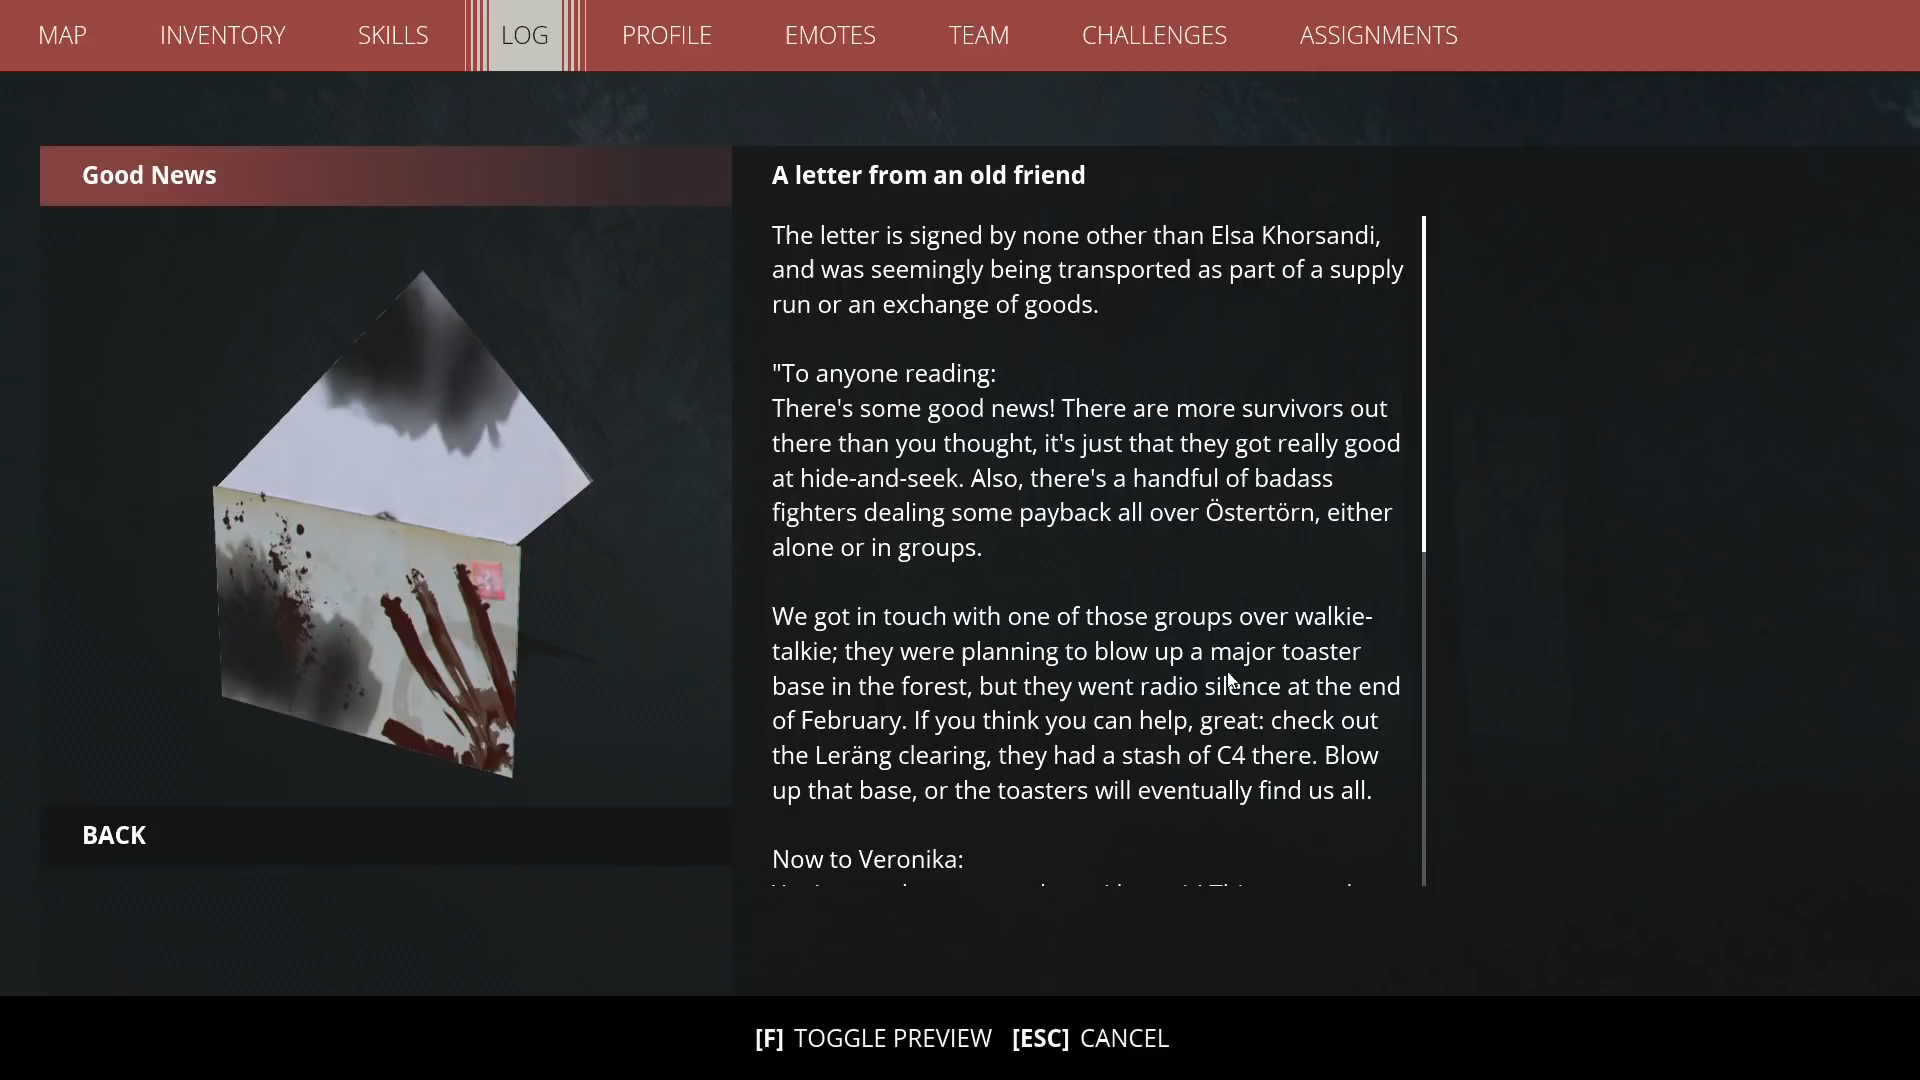 MAP INVENTORY SKILLS LOG PROFILE EMOTES TEAM CHALLENGES ASSIGNMENTS
Good News
BACK
A letter from an old friend
The letter is signed by none other than Elsa Khorsandi,
and was seemingly being transported as part of a supply
run or an exchange of goods.
"To anyone reading:
There's some good news! There are more survivors out
there than you thought, it's just that they got really good
at hide-and-seek. Also, there's a handful of badass
fighters dealing some payback all over Östertörn, either
alone or in groups.
We got in touch with one of those groups over walkie-
talkie; they were planning to blow up a major toaster
base in the forest, but they went radio silence at the end
of February. If you think you can help, great: check out
the Leräng clearing, they had a stash of C4 there. Blow
up that base, or the toasters will eventually find us all.
Now to Veronika:
[F] TOGGLE PREVIEW [ESC] CANCEL